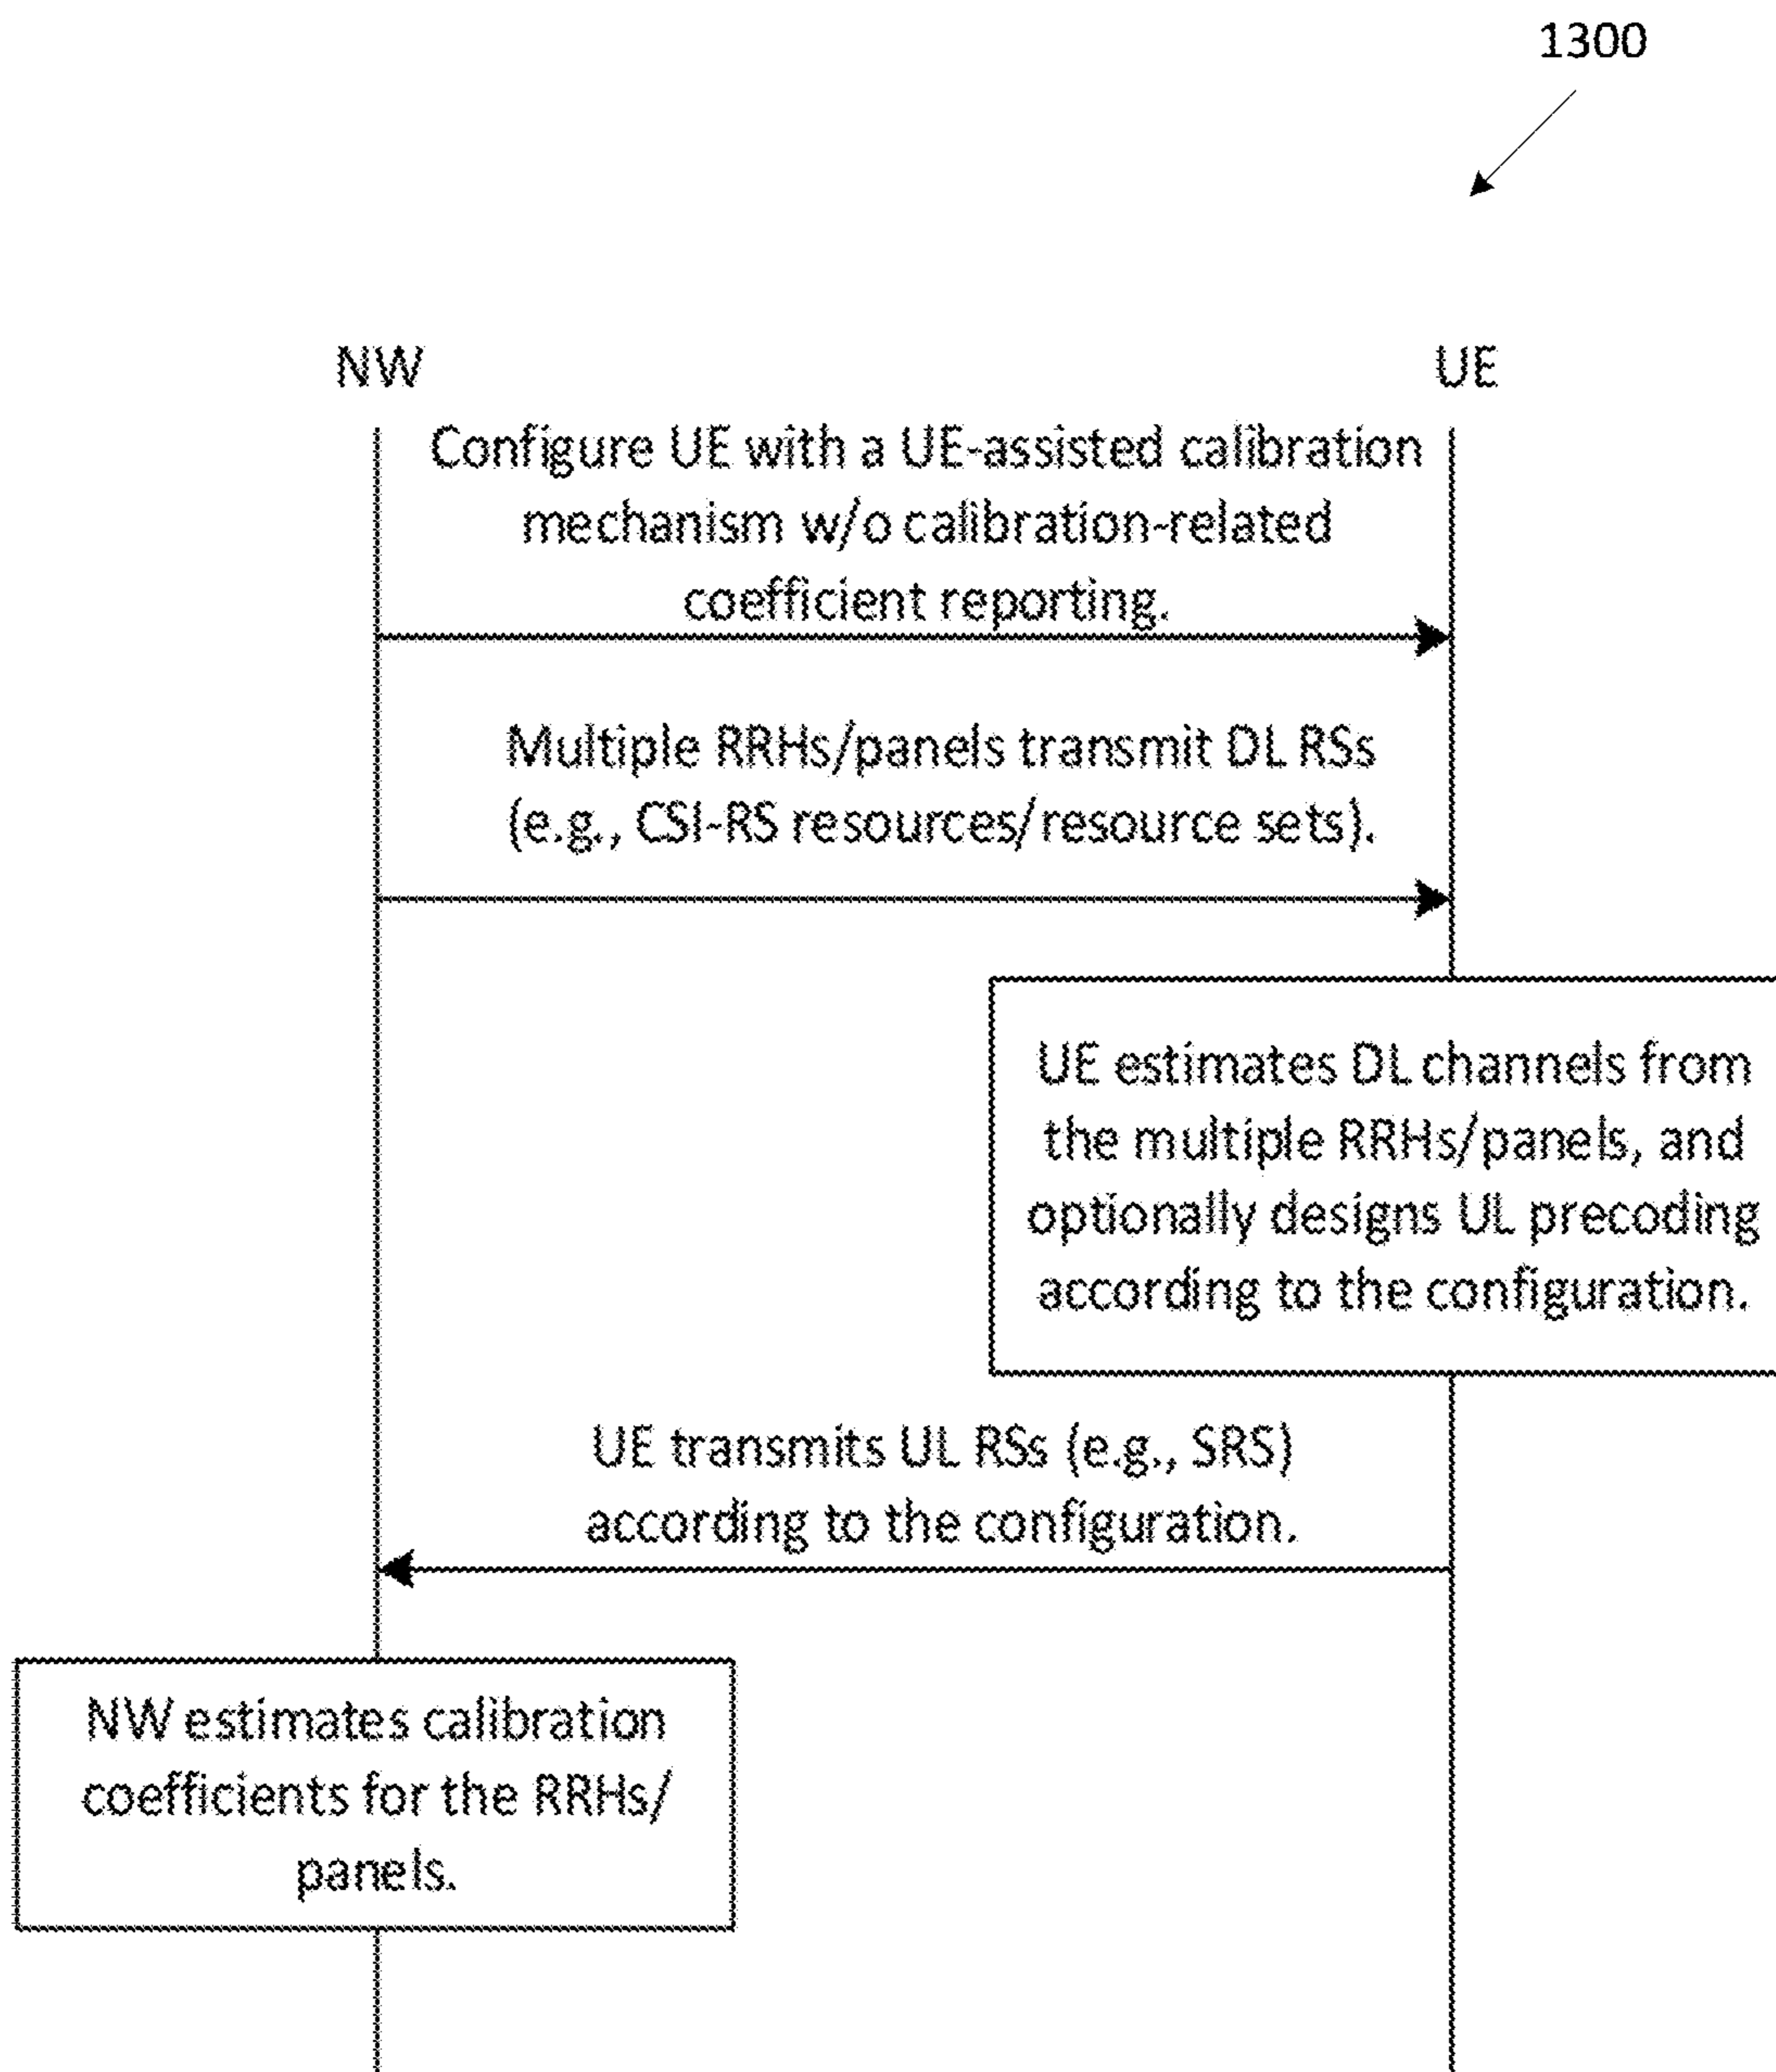 1300
NW
UE
Configure UE with a UE-assisted calibration
mechanism w/o calibration-related
coefficient reporting.
Multiple RRHs/panels transmit DL RSs
(e.g., CSI-RS resources/resource sets).
UE estimates DL channels from
the multiple RRHs/panels, and
optionally designs UL precoding
according to the configuration.
UE transmits UL RSs (e.g., SRS)
according to the configuration.
NW estimates calibration
coefficients for the RRHs/
panels.